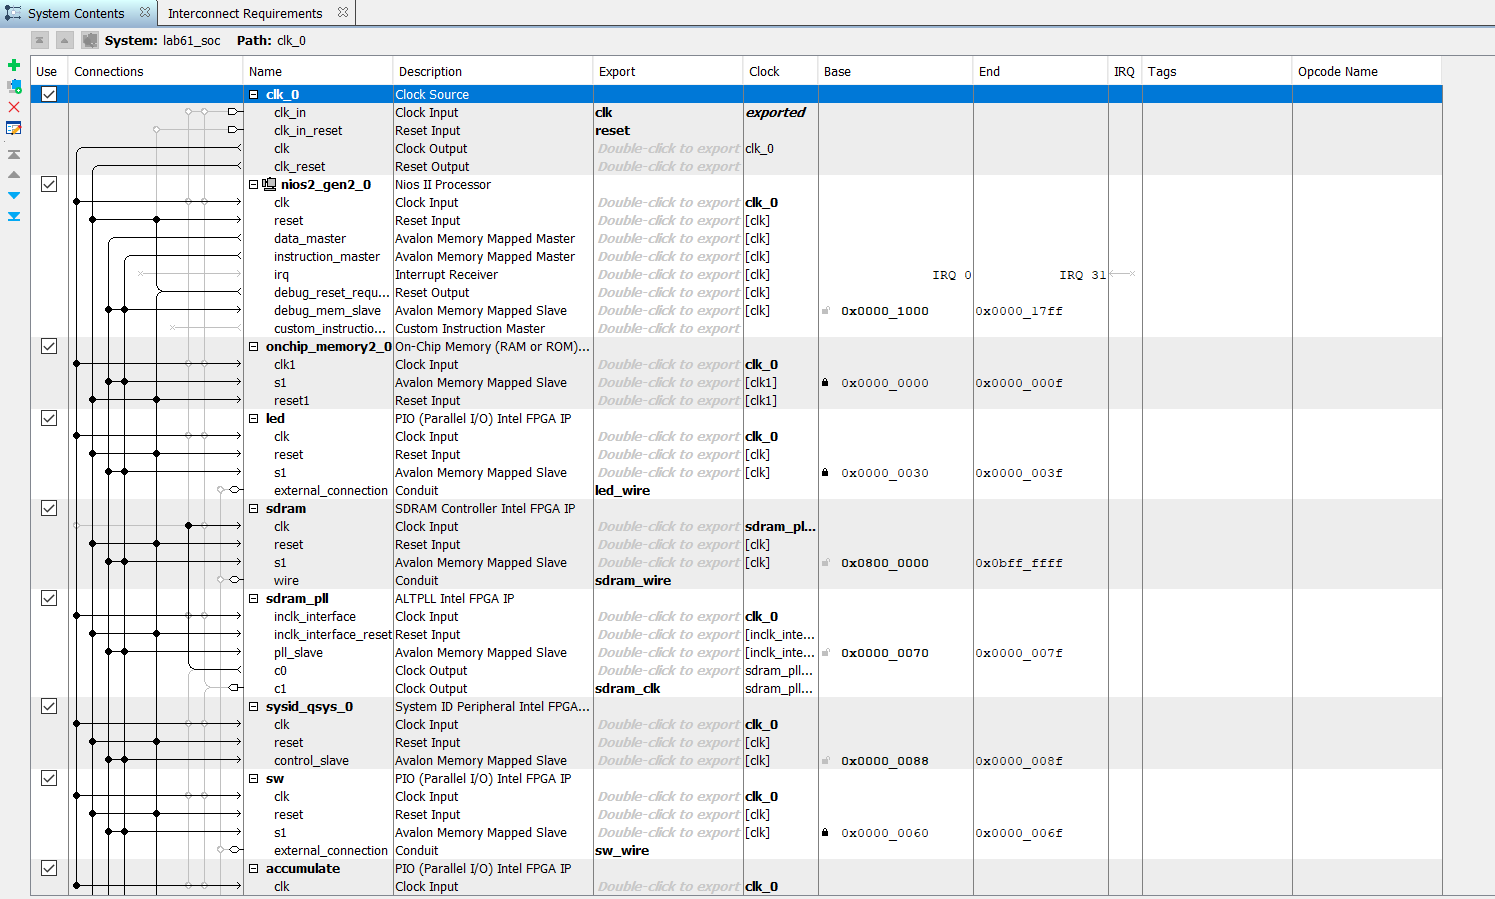 System Contents Interconnect Requirements
System: lab61_soc Path: clk_0
Use Connections Name Description Export Clock Base End IRQ Tags Opcode Name
clk_0 Clock Source
clk_in Clock Input clk exported
clk_in_reset Reset Input reset
clk Clock Output Double-click to export clk_0
clk_reset Reset Output Double-click to export
nios2_gen2_0 Nios II Processor
clk Clock Input Double-click to export clk_0
reset Reset Input Double-click to export [clk]
data_master Avalon Memory Mapped Master Double-click to export [clk]
instruction_master Avalon Memory Mapped Master Double-click to export [clk]
irq Interrupt Receiver Double-click to export [clk] IRQ 0 IRQ 31
debug_reset_requ... Reset Output Double-click to export [clk]
debug_mem_slave Avalon Memory Mapped Slave Double-click to export [clk] 0x0000_1000 0x0000_17ff
custom_instructio... Custom Instruction Master Double-click to export
onchip_memory2_0 On-Chip Memory (RAM or ROM)...
clk1 Clock Input Double-click to export clk_0
s1 Avalon Memory Mapped Slave Double-click to export [clk1] 0x0000_0000 0x0000_000f
reset1 Reset Input Double-click to export [clk1]
led PIO (Parallel I/O) Intel FPGA IP
clk Clock Input Double-click to export clk_0
reset Reset Input Double-click to export [clk]
s1 Avalon Memory Mapped Slave Double-click to export [clk] 0x0000_0030 0x0000_003f
external_connection Conduit led_wire
sdram SDRAM Controller Intel FPGA IP
clk Clock Input Double-click to export sdram_pl...
reset Reset Input Double-click to export [clk]
s1 Avalon Memory Mapped Slave Double-click to export [clk] 0x0800_0000 0x0bff_ffff
wire Conduit sdram_wire
sdram_pll ALTPLL Intel FPGA IP
inclk_interface Clock Input Double-click to export clk_0
inclk_interface_reset Reset Input Double-click to export [inclk_inte...
pll_slave Avalon Memory Mapped Slave Double-click to export [inclk_inte... 0x0000_0070 0x0000_007f
c0 Clock Output Double-click to export sdram_pll...
c1 Clock Output sdram_clk sdram_pll...
sysid_qsys_0 System ID Peripheral Intel FPGA...
clk Clock Input Double-click to export clk_0
reset Reset Input Double-click to export [clk]
control_slave Avalon Memory Mapped Slave Double-click to export [clk] 0x0000_0088 0x0000_008f
sw PIO (Parallel I/O) Intel FPGA IP
clk Clock Input Double-click to export clk_0
reset Reset Input Double-click to export [clk]
s1 Avalon Memory Mapped Slave Double-click to export [clk] 0x0000_0060 0x0000_006f
external_connection Conduit sw_wire
accumulate PIO (Parallel I/O) Intel FPGA IP
clk Clock Input Double-click to export clk_0